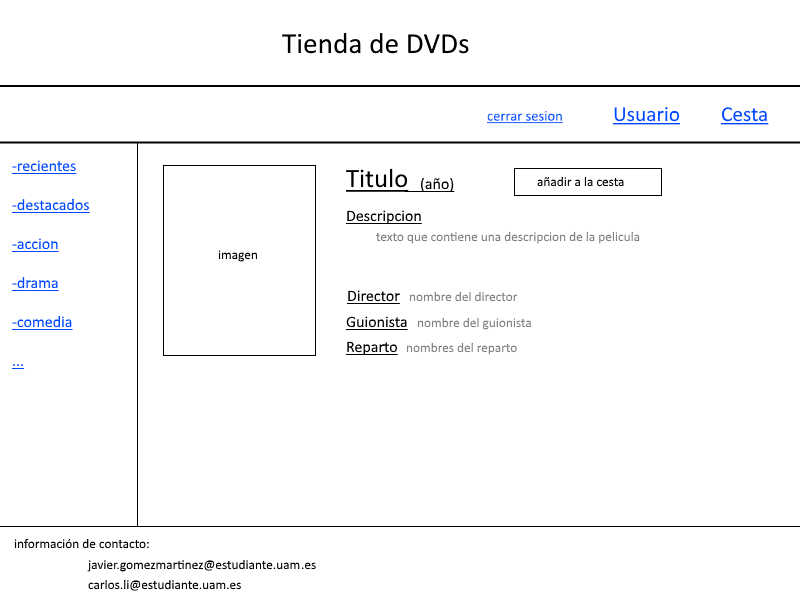 Tienda de DVDs
cerrar sesion Usuario Cesta
-recientes
-destacados
-accion
-drama
-comedia
...
imagen
Titulo (año) añadir a la cesta
Descripcion
texto que contiene una descripcion de la pelicula
Director nombre del director
Guionista nombre del guionista
Reparto nombres del reparto
información de contacto:
javier.gomezmartinez@estudiante.uam.es
carlos.li@estudiante.uam.es